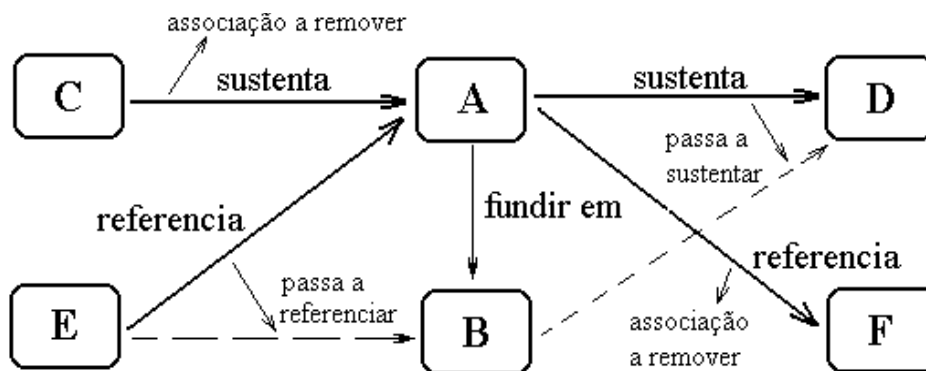 associação a remover
C
sustenta
A
sustenta
D
passa a
sustentar
referencia
fundir em
referencia
E
passa a
referenciar
B
associação
a remover
F